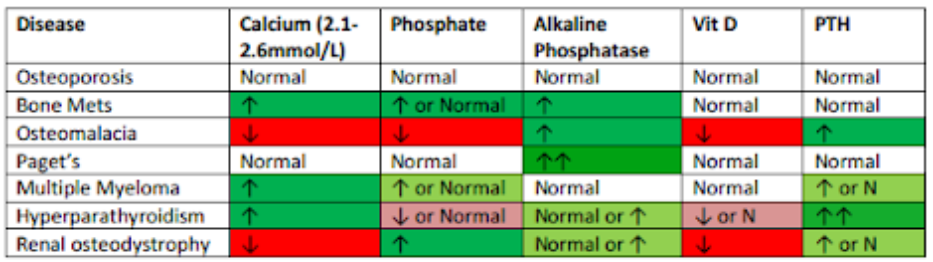 Disease Calcium (2.1-2.6mmol/L) Phosphate Alkaline Phosphatase Vit D PTH
Osteoporosis Normal Normal Normal Normal Normal
Bone Mets ↑ ↑ or Normal ↑ Normal Normal
Osteomalacia ↓ ↓ ↑ ↓ ↑
Paget's Normal Normal ↑↑ Normal Normal
Multiple Myeloma ↑ ↑ or Normal Normal Normal ↑ or N
Hyperparathyroidism ↑ ↓ or Normal Normal or ↑ ↓ or N ↑↑
Renal osteodystrophy ↓ ↑ Normal or ↑ ↓ ↑ or N